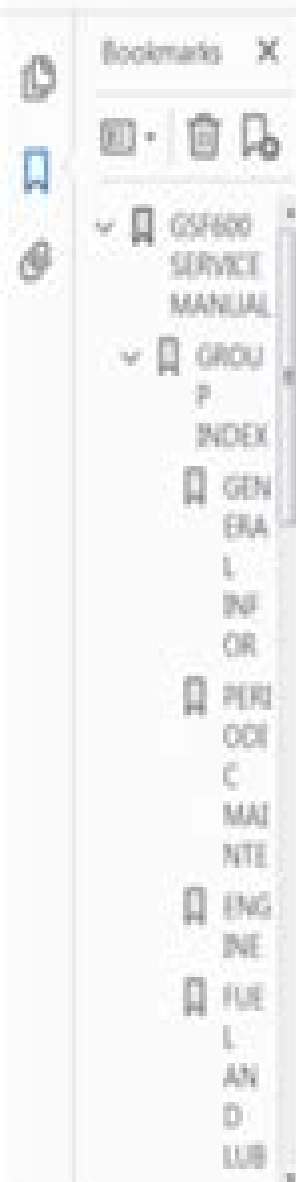 Bookmarks
GSF600
SERVICE
MANUAL
GROU
P
INDEX
GEN
ERA
L
INF
OR
PERI
ODI
C
MAI
NTE
ENG
INE
FUE
L
AN
D
LUB